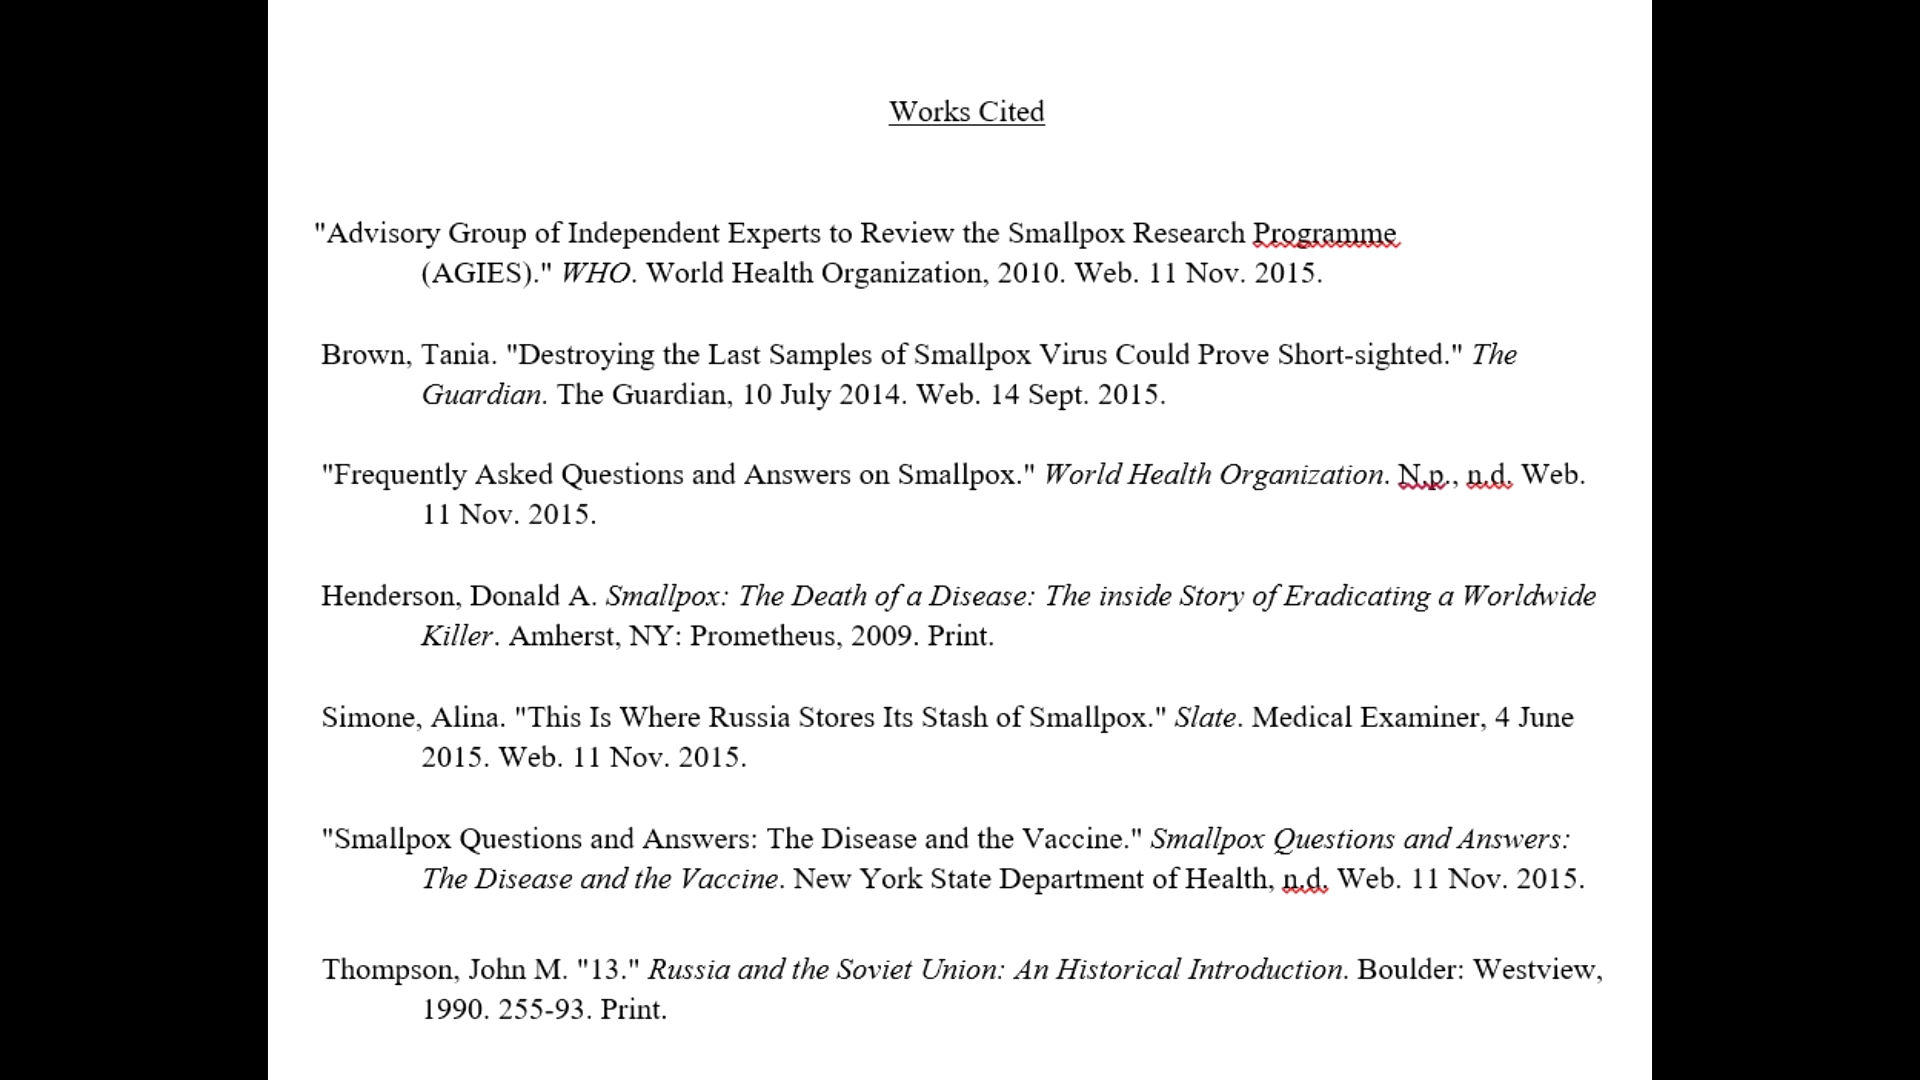 Works Cited
"Advisory Group of Independent Experts to Review the Smallpox Research Programme
(AGIES)." WHO. World Health Organization, 2010. Web. 11 Nov. 2015.
Brown, Tania. "Destroying the Last Samples of Smallpox Virus Could Prove Short-sighted." The
Guardian. The Guardian, 10 July 2014. Web. 14 Sept. 2015.
"Frequently Asked Questions and Answers on Smallpox." World Health Organization. N.p., n.d. Web.
11 Nov. 2015.
Henderson, Donald A. Smallpox: The Death of a Disease: The inside Story of Eradicating a Worldwide
Killer. Amherst, NY: Prometheus, 2009. Print.
Simone, Alina. "This Is Where Russia Stores Its Stash of Smallpox." Slate. Medical Examiner, 4 June
2015. Web. 11 Nov. 2015.
"Smallpox Questions and Answers: The Disease and the Vaccine." Smallpox Questions and Answers:
The Disease and the Vaccine. New York State Department of Health, n.d. Web. 11 Nov. 2015.
Thompson, John M. "13." Russia and the Soviet Union: An Historical Introduction. Boulder: Westview,
1990. 255-93. Print.